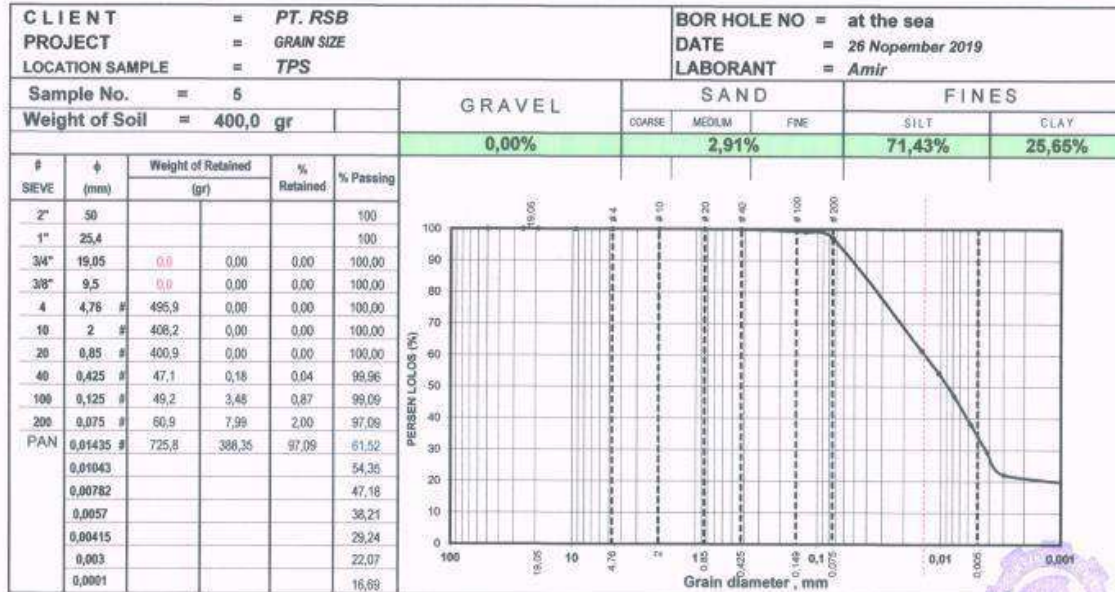 CLIENT = PT. RSB
PROJECT = GRAIN SIZE
LOCATION SAMPLE = TPS
BOR HOLE NO = at the sea
DATE = 26 Nopember 2019
LABORANT = Amir
Sample No. = 5
Weight of Soil = 400,0 gr
GRAVEL SAND FINES
COARSE MEDIUM FINE SILT CLAY
0,00% 2,91% 71,43% 25,65%
# SIEVE ϕ (mm) Weight of Retained (gr) % Retained % Passing
2" 50 100
1" 25,4 100
3/4" 19,05 0,0 0,00 0,00 100,00
3/8" 9,5 0,0 0,00 0,00 100,00
4 4,76 # 495,9 0,00 0,00 100,00
10 2 # 408,2 0,00 0,00 100,00
20 0,85 # 400,9 0,00 0,00 100,00
40 0,425 # 47,1 0,18 0,04 99,96
100 0,125 # 49,2 3,48 0,87 99,09
200 0,075 # 60,9 7,99 2,00 97,09
PAN 0,01435 # 725,8 388,35 97,09 61,52
0,01043 54,35
0,00782 47,18
0,0057 38,21
0,00415 29,24
0,003 22,07
0,0001 16,69
19,05 # 4 # 10 # 20 # 40 # 100 # 200
PERSEN LOLOS (%)
100
90
80
70
60
50
40
30
20
10
0
100 19,05 10 4,76 2 1 0,85 0,425 0,149 0,1 0,075 0,01 0,005 0,001
Grain diameter , mm